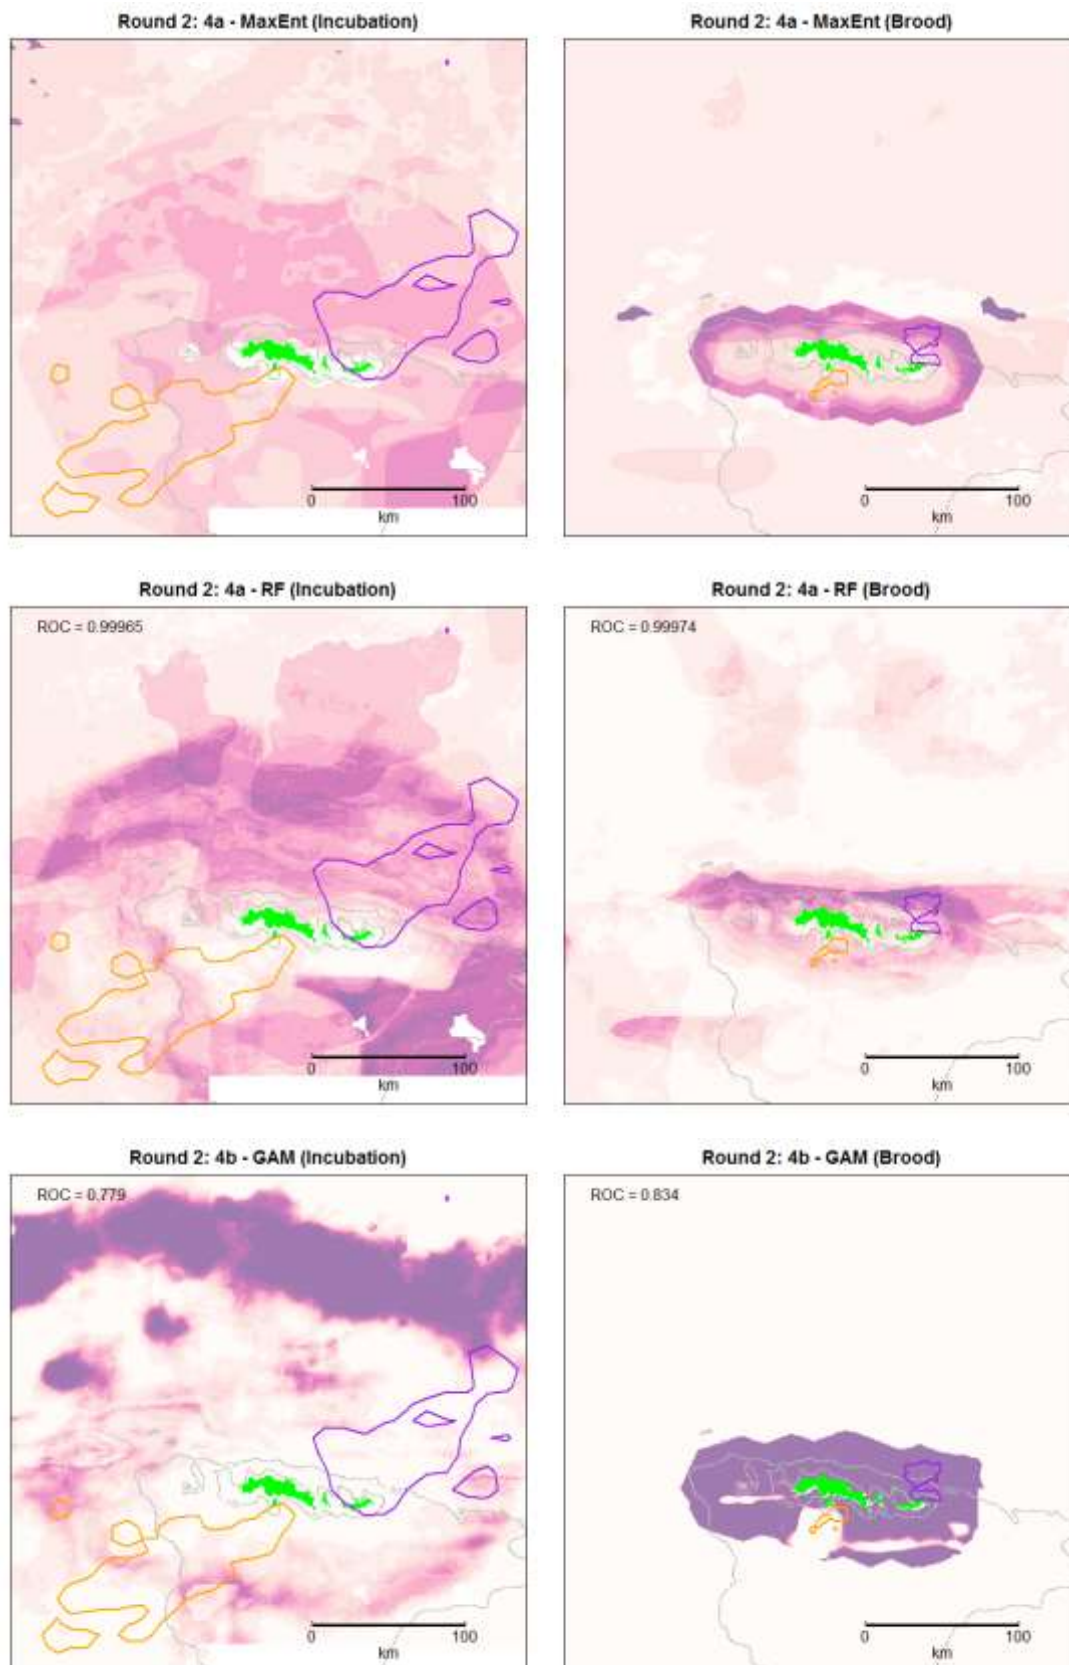 Round 2: 4a - MaxEnt (Incubation)
Round 2: 4a - MaxEnt (Brood)
0 100
km
0 100
km
Round 2: 4a - RF (Incubation)
Round 2: 4a - RF (Brood)
ROC = 0.99965
ROC = 0.99974
0 100
km
0 100
km
Round 2: 4b - GAM (Incubation)
Round 2: 4b - GAM (Brood)
ROC = 0.779
ROC = 0.834
0 100
km
0 100
km